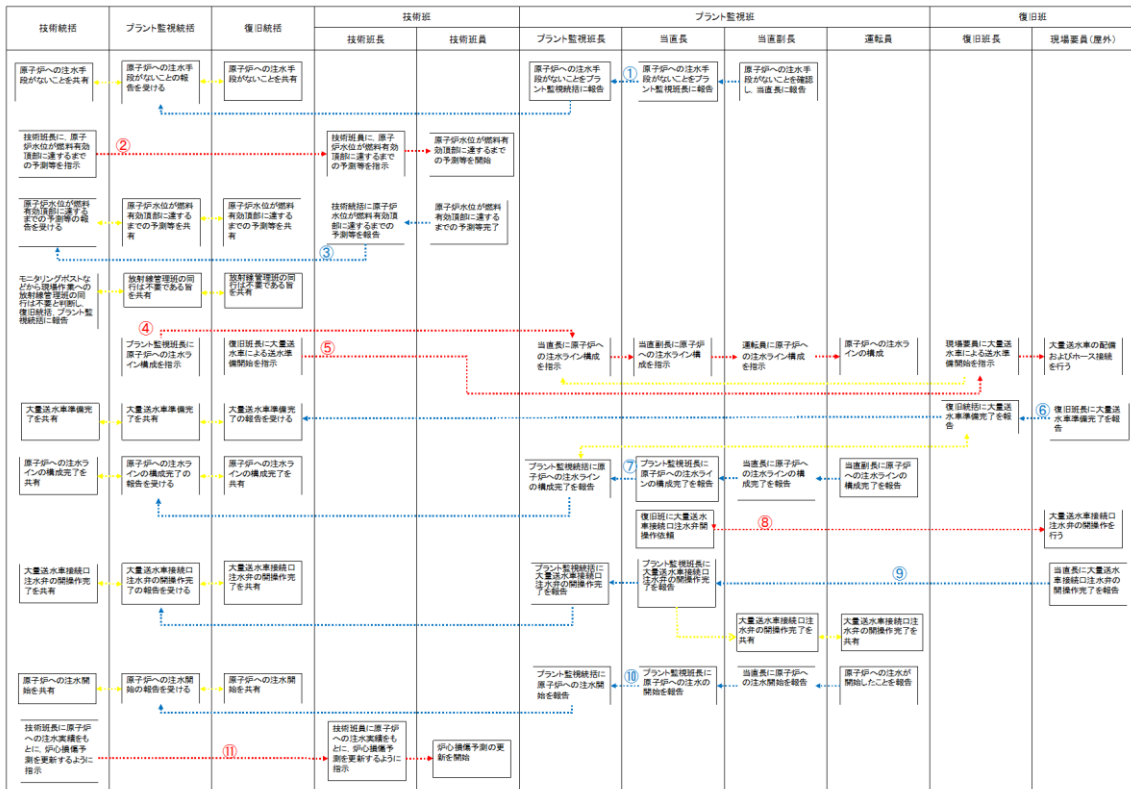 技術班
プラント監視班
復旧班
技術統括
プラント監視統括
復旧統括
技術班長
技術班員
プラント監視班長
当直長
当直副長
運転員
復旧班長
現場要員(屋外)
原子炉への注水手
段がないことを共有
原子炉への注水手
段がないことの報
告を受ける
原子炉への注水手
段がないことを共有
原子炉への注水手
段がないことをプラ
ント監視統括に報告
①
原子炉への注水手
段がないことをプラ
ント監視班長に報告
原子炉への注水手
段がないことを確認
し、当直長に報告
技術班長に、原子
炉水位が燃料有効
頂部に達するまで
の予測等を指示
②
技術班員に、原子
炉水位が燃料有効
頂部に達するまで
の予測等を指示
原子炉水位が燃料有
効頂部に達するまで
の予測等を開始
原子炉水位が燃料
有効頂部に達する
までの予測等の報
告を受ける
原子炉水位が燃料
有効頂部に達する
までの予測等を共
有
原子炉水位が燃料
有効頂部に達する
までの予測等を共
有
技術統括に原子炉
水位が燃料有効頂
部に達するまでの
予測等を報告
原子炉水位が燃料
有効頂部に達する
までの予測等完了
③
モニタリングポストな
どから現場作業への
放射線管理班の同
行は不要と判断し、
復旧統括、プラント監
視統括に報告
放射線管理班の同
行は不要である旨
を共有
放射線管理班の同
行は不要である旨
を共有
④
プラント監視班長に
原子炉への注水ラ
イン構成を指示
復旧班長に大量送
水車による送水準
備開始を指示
⑤
当直長に原子炉へ
の注水ライン構成
を指示
当直副長に原子炉
への注水ライン構
成を指示
運転員に原子炉へ
の注水ライン構成
を指示
原子炉への注水ラ
インの構成
現場要員に大量送
水車による送水準
備開始を指示
大量送水車の配備
およびホース接続
を行う
大量送水車準備完
了を共有
大量送水車準備完
了を共有
大量送水車準備完
了の報告を受ける
復旧統括に大量送
水車準備完了を報
告
⑥
復旧班長に大量送
水車準備完了を報
告
原子炉への注水ラ
インの構成完了を
共有
原子炉への注水ラ
インの構成完了の
報告を受ける
原子炉への注水ラ
インの構成完了を
共有
プラント監視統括に原
子炉への注水ライン
の構成完了を報告
⑦
プラント監視班長に
原子炉への注水ライ
ンの構成完了を報告
当直長に原子炉へ
の注水ラインの構
成完了を報告
当直副長に原子炉
への注水ラインの
構成完了を報告
復旧班に大量送水
車接続口注水弁開
操作依頼
⑧
大量送水車接続口
注水弁の開操作を
行う
大量送水車接続口
注水弁の開操作完
了を共有
大量送水車接続口
注水弁の開操作完
了の報告を受ける
大量送水車接続口
注水弁の開操作完
了を共有
プラント監視統括に
大量送水車接続口
注水弁の開操作完
了を報告
プラント監視班長に
大量送水車接続口
注水弁の開操作完
了を報告
⑨
当直長に大量送水
車接続口注水弁の
開操作完了を報告
大量送水車接続口注
水弁の開操作完了を
共有
大量送水車接続口注
水弁の開操作完了を
共有
原子炉への注水開
始を共有
原子炉への注水開
始の報告を受ける
原子炉への注水開
始を共有
プラント監視統括に
原子炉への注水開
始を報告
⑩
プラント監視班長に
原子炉への注水の
開始を報告
当直長に原子炉へ
の注水開始を報告
原子炉への注水が
開始したことを報告
技術班長に原子炉
への注水実績をも
とに、炉心損傷予
測を更新するように
指示
⑪
技術班員に原子炉
への注水実績をも
とに、炉心損傷予
測を更新するように
指示
炉心損傷予測の更
新を開始